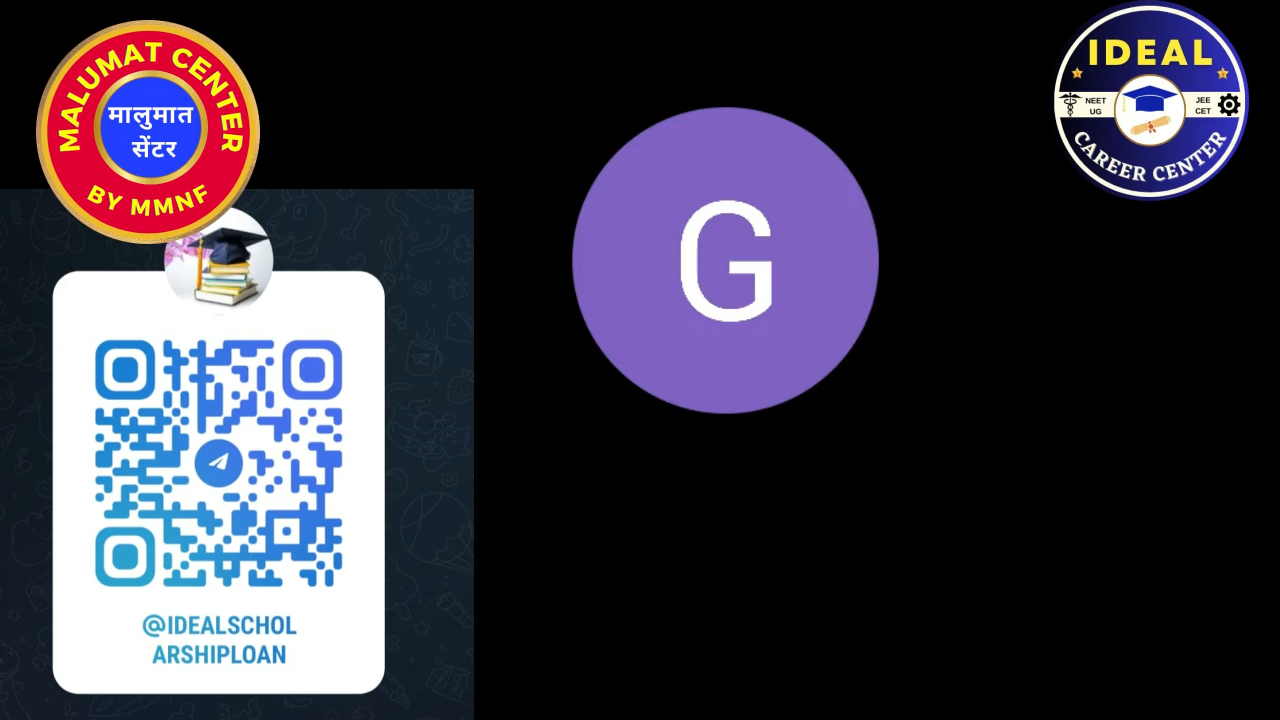 MALUMAT CENTER
मालुमात
सेंटर
BY MMNF
IDEAL
NEET
UG
JEE
CET
CAREER CENTER
G
@IDEALSCHOL
ARSHIPLOAN